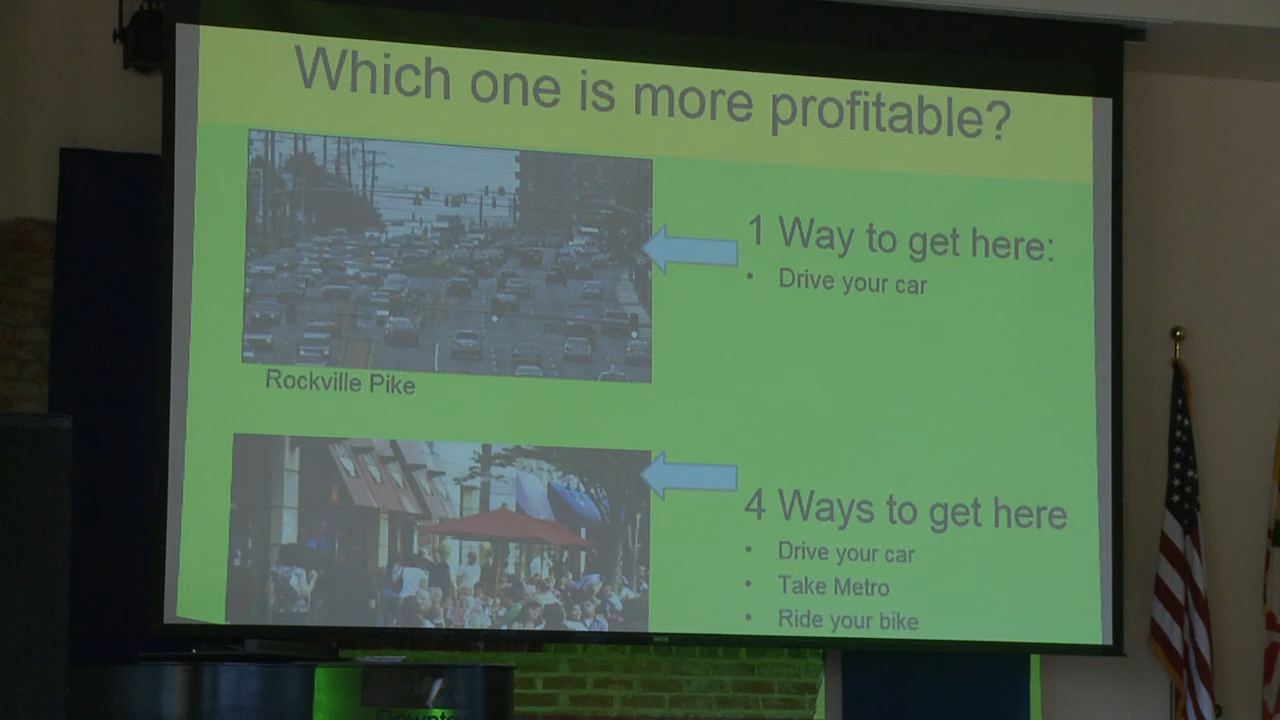 Which one is more profitable?
1 Way to get here:
• Drive your car
Rockville Pike
4 Ways to get here
• Drive your car
• Take Metro
• Ride your bike